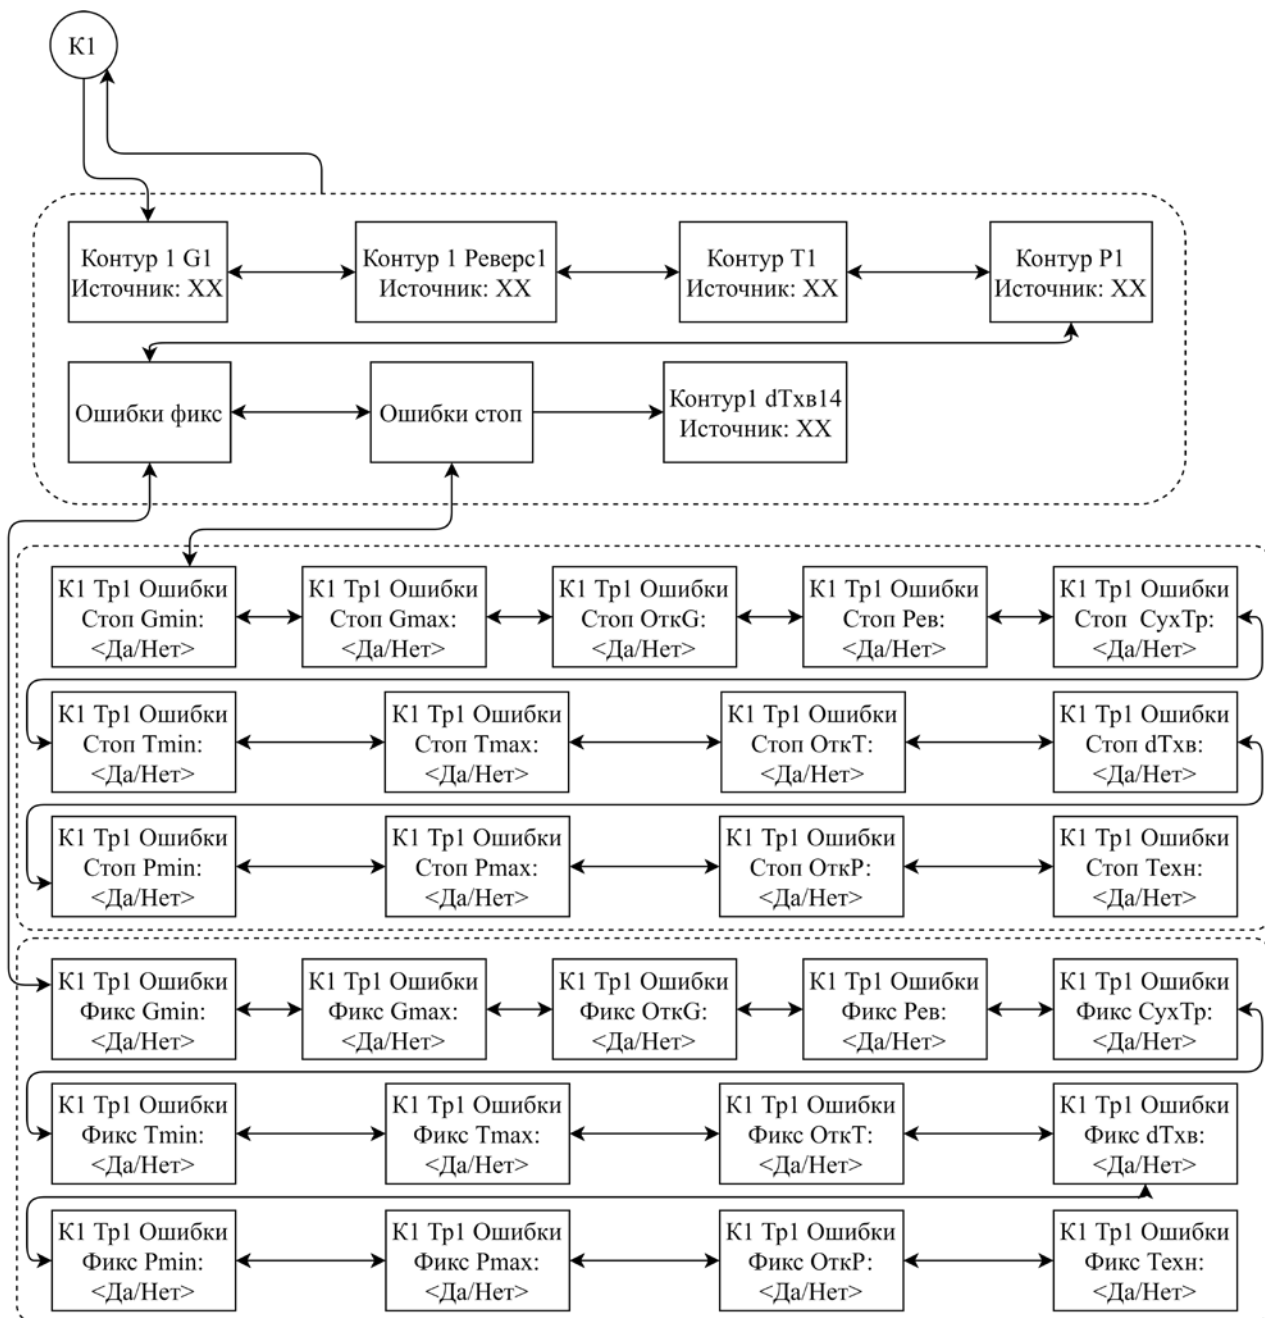 К1
Контур 1 G1
Источник: XX
Контур 1 Реверс1
Источник: XX
Контур T1
Источник: XX
Контур P1
Источник: XX
Ошибки фикс
Ошибки стоп
Контур1 dTхв14
Источник: XX
К1 Тр1 Ошибки
Стоп Gmin:
<Да/Нет>
К1 Тр1 Ошибки
Стоп Gmax:
<Да/Нет>
К1 Тр1 Ошибки
Стоп ОткG:
<Да/Нет>
К1 Тр1 Ошибки
Стоп Рев:
<Да/Нет>
К1 Тр1 Ошибки
Стоп СухТр:
<Да/Нет>
К1 Тр1 Ошибки
Стоп Tmin:
<Да/Нет>
К1 Тр1 Ошибки
Стоп Tmax:
<Да/Нет>
К1 Тр1 Ошибки
Стоп ОткТ:
<Да/Нет>
К1 Тр1 Ошибки
Стоп dTхв:
<Да/Нет>
К1 Тр1 Ошибки
Стоп Pmin:
<Да/Нет>
К1 Тр1 Ошибки
Стоп Pmax:
<Да/Нет>
К1 Тр1 Ошибки
Стоп ОткР:
<Да/Нет>
К1 Тр1 Ошибки
Стоп Техн:
<Да/Нет>
К1 Тр1 Ошибки
Фикс Gmin:
<Да/Нет>
К1 Тр1 Ошибки
Фикс Gmax:
<Да/Нет>
К1 Тр1 Ошибки
Фикс ОткG:
<Да/Нет>
К1 Тр1 Ошибки
Фикс Рев:
<Да/Нет>
К1 Тр1 Ошибки
Фикс СухТр:
<Да/Нет>
К1 Тр1 Ошибки
Фикс Tmin:
<Да/Нет>
К1 Тр1 Ошибки
Фикс Tmax:
<Да/Нет>
К1 Тр1 Ошибки
Фикс ОткТ:
<Да/Нет>
К1 Тр1 Ошибки
Фикс dTхв:
<Да/Нет>
К1 Тр1 Ошибки
Фикс Pmin:
<Да/Нет>
К1 Тр1 Ошибки
Фикс Pmax:
<Да/Нет>
К1 Тр1 Ошибки
Фикс ОткР:
<Да/Нет>
К1 Тр1 Ошибки
Фикс Техн:
<Да/Нет>